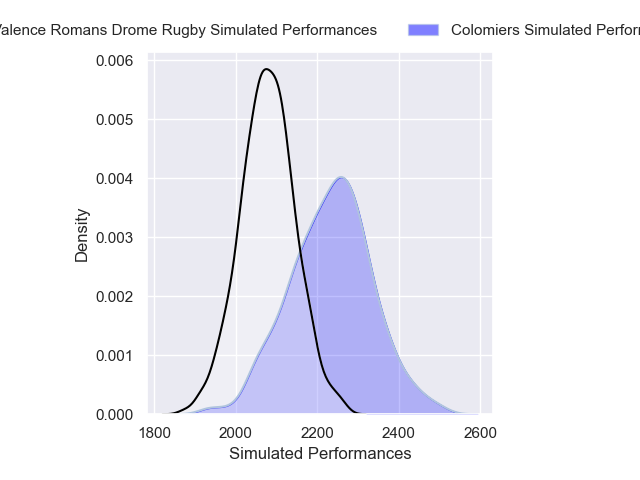 Valence Romans Drome Rugby Simulated Performances Colomiers Simulated Perfor
0.006
0.005
0.004
0.003
0.002
0.001
0.000
Density
1800 2000 2200 2400 2600
Simulated Performances